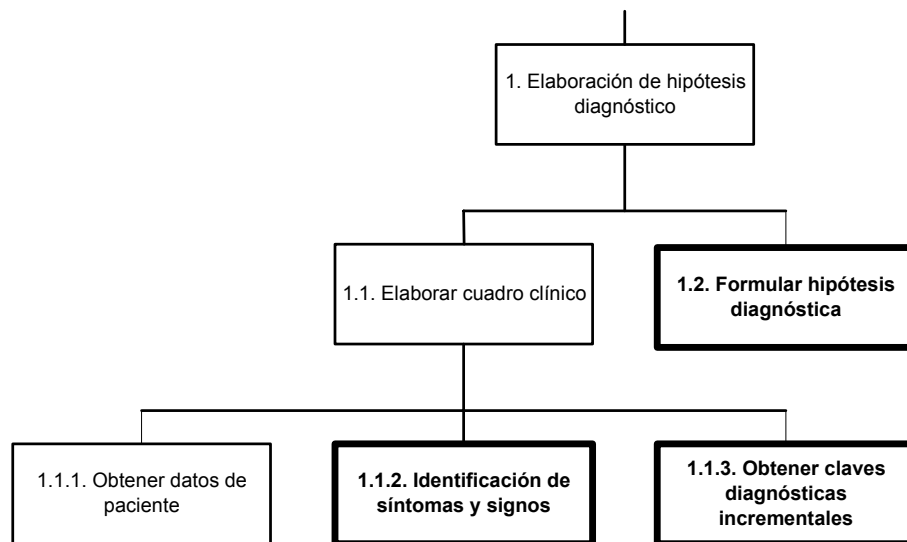 1. Elaboración de hipótesis
diagnóstico
1.1. Elaborar cuadro clínico
1.2. Formular hipótesis
diagnóstica
1.1.1. Obtener datos de
paciente
1.1.2. Identificación de
síntomas y signos
1.1.3. Obtener claves
diagnósticas
incrementales